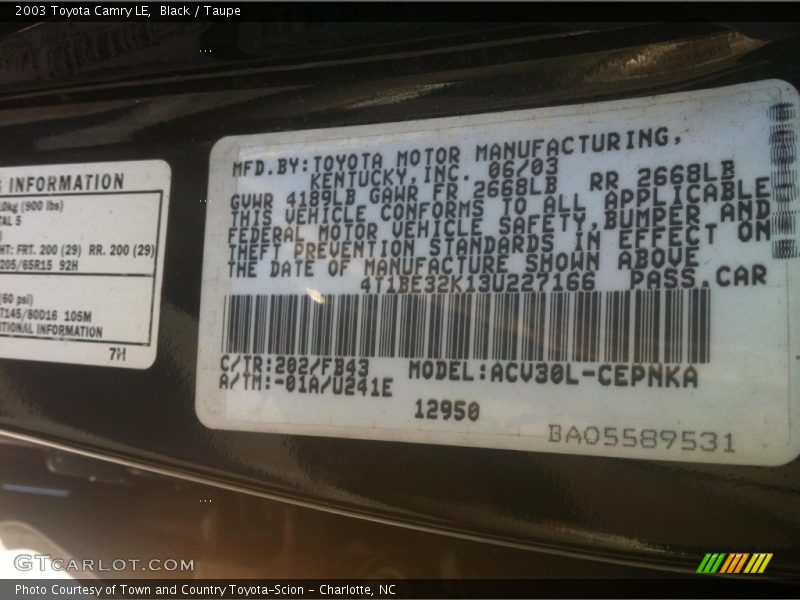 2003 Toyota Camry LE, Black / Taupe
INFORMATION
0kg (900 lbs)
TAL 5
HT: FRT. 200 (29) RR. 200 (29)
205/65R15 92H
(60 psi)
T145/80D16 105M
TIONAL INFORMATION
7H
MFD.BY:TOYOTA MOTOR MANUFACTURING,
KENTUCKY,INC. 06/03
GVWR 4189LB GAWR FR 2668LB RR 2668LB
THIS VEHICLE CONFORMS TO ALL APPLICABLE
FEDERAL MOTOR VEHICLE SAFETY,BUMPER AND
THEFT PREVENTION STANDARDS IN EFFECT ON
THE DATE OF MANUFACTURE SHOWN ABOVE
4T1BE32K13U227166 PASS.CAR
C/TR:202/FB43 MODEL:ACV30L-CEPNKA
A/TM:-01A/U241E
12950
BA05589531
GTCARLOT.COM
Photo Courtesy of Town and Country Toyota-Scion - Charlotte, NC